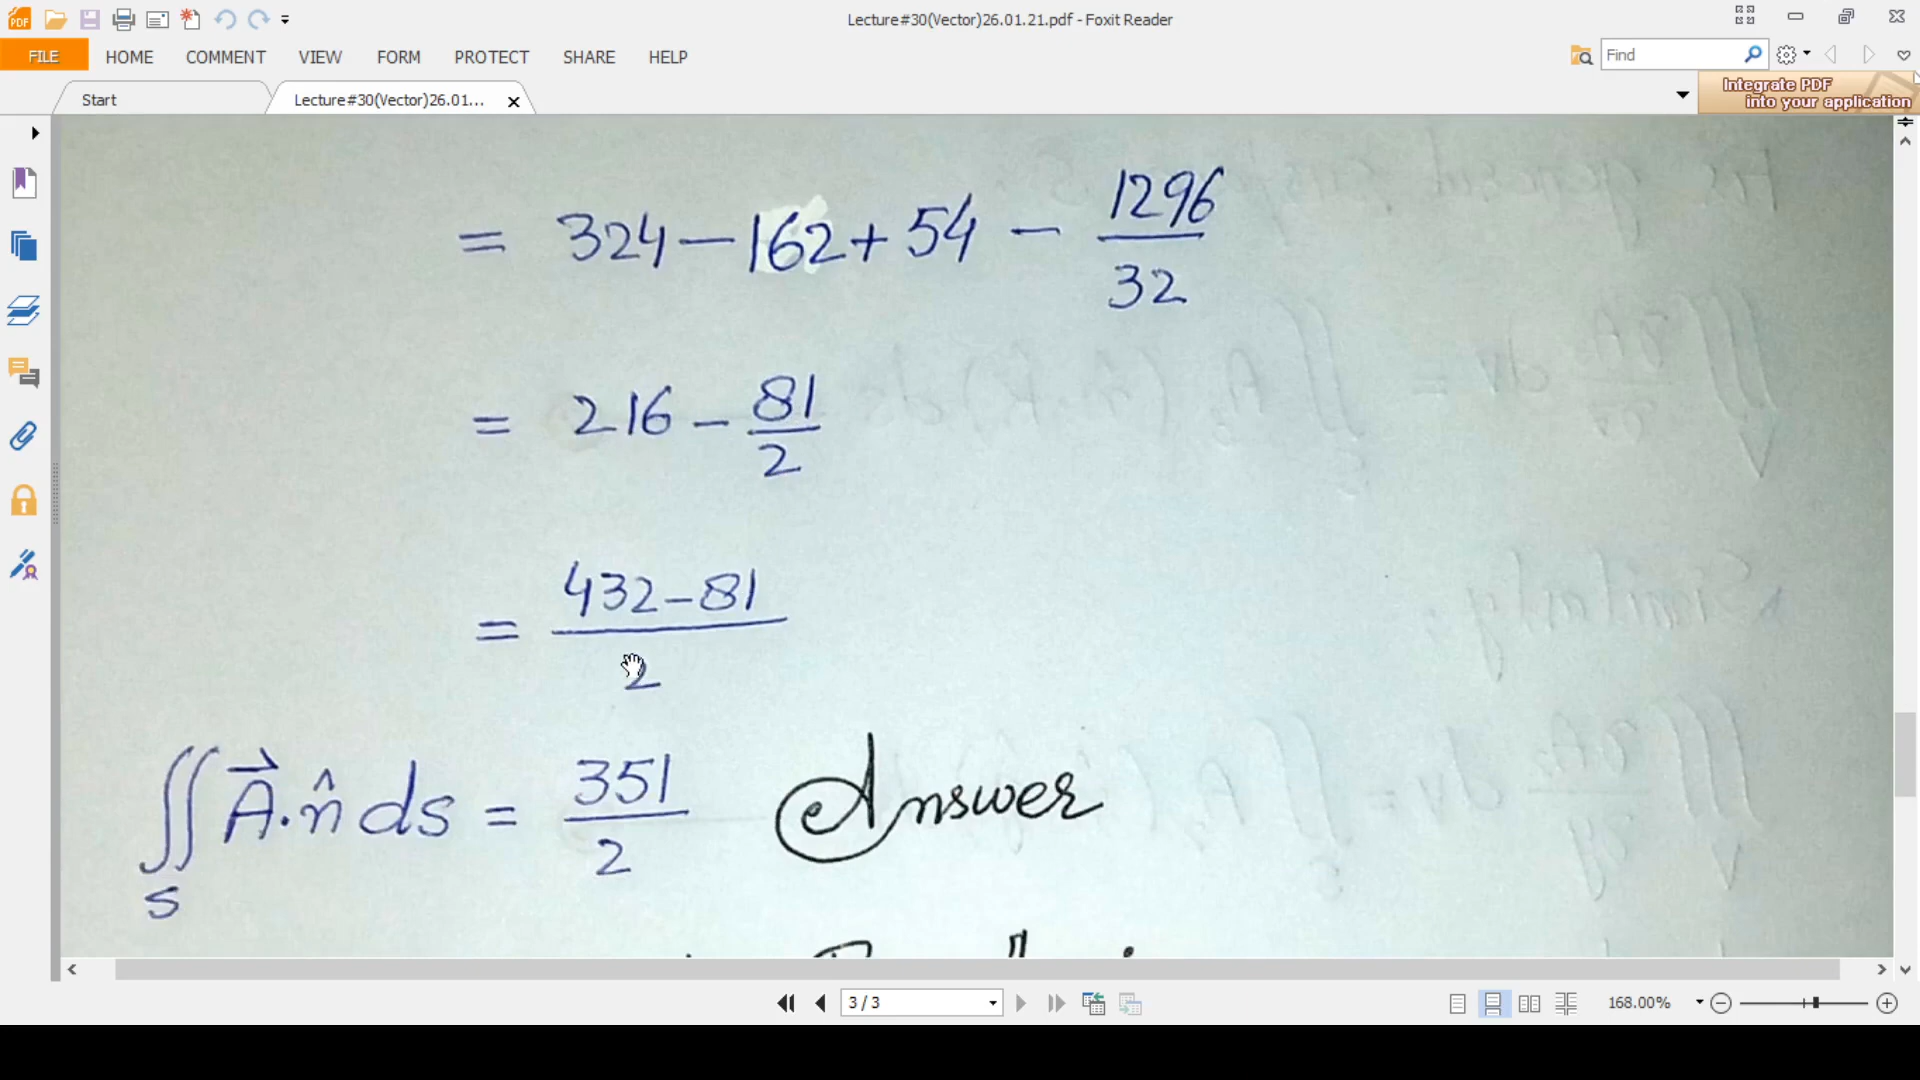 Lecture#30(Vector)26.01.21.pdf - Foxit Reader
FILE HOME COMMENT VIEW FORM PROTECT SHARE HELP
Find
Start
Lecture#30(Vector)26.01...
Integrate PDF
into your application
= 324 − 162 + 54 − 1296/32
= 216 − 81/2
= (432 − 81)/2
∬_S A⃗·n̂ ds = 351/2 Answer
3 / 3
168.00%